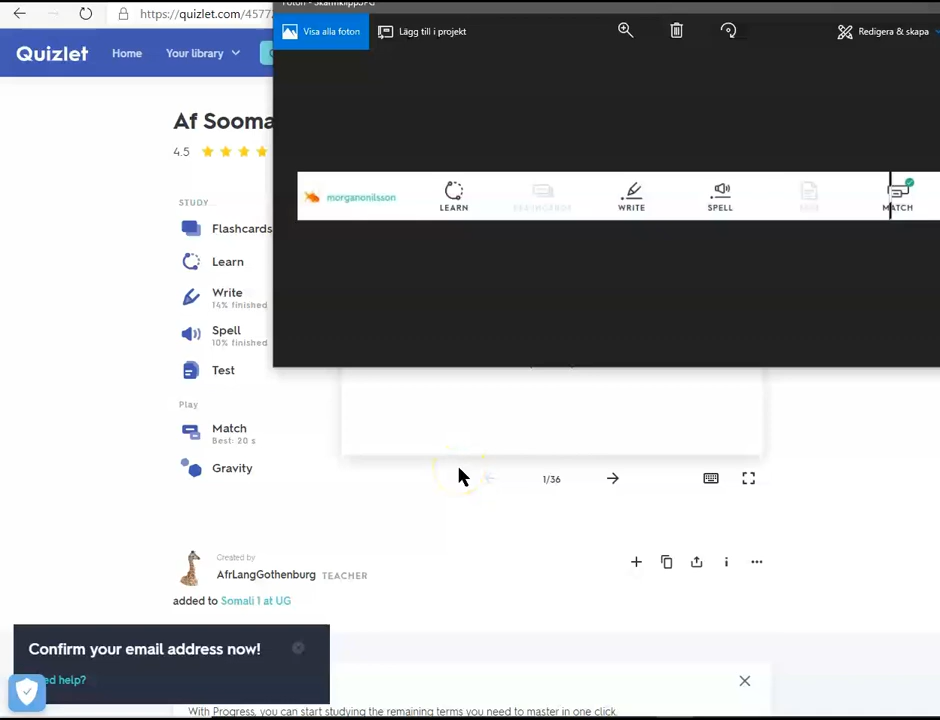 https://quizlet.com/4577
Visa alla foton
Lägg till i projekt
Redigera & skapa
Quizlet
Home
Your library
Af Sooma
4.5
morganonilsson
LEARN
FLASHCARDS
WRITE
SPELL
TEST
MATCH
STUDY
Flashcards
Learn
Write
14% finished
Spell
10% finished
Test
Play
Match
Best: 20 s
Gravity
1/36
Created by
AfrLangGothenburg TEACHER
added to Somali 1 at UG
Confirm your email address now!
ed help?
With Progress, you can start studying the remaining terms you need to master in one click.